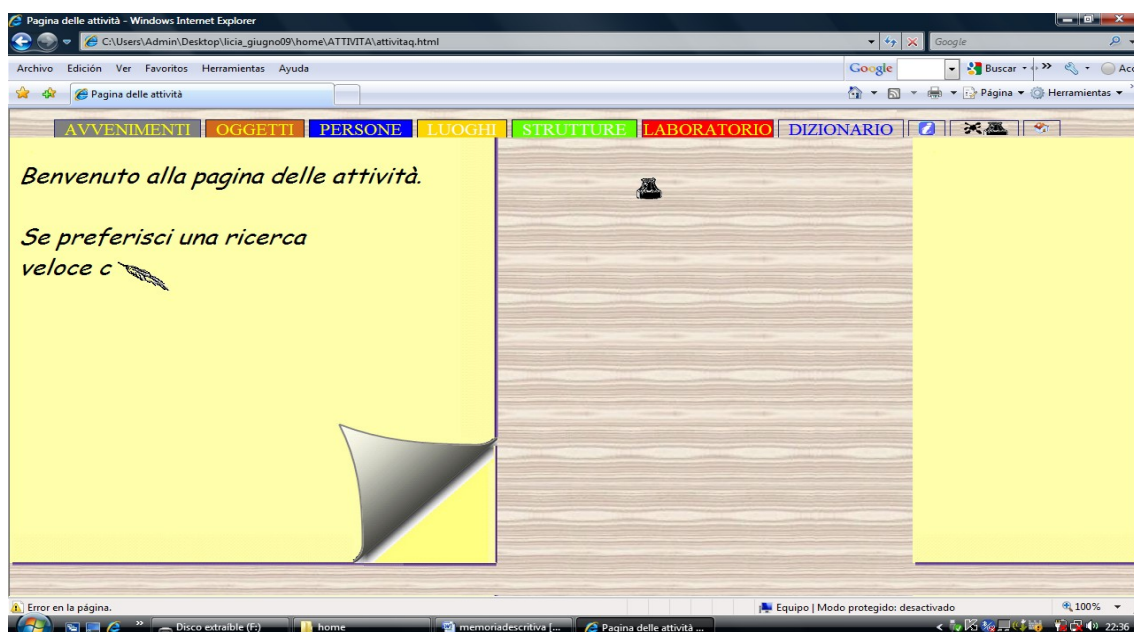 Pagina delle attività - Windows Internet Explorer
C:\Users\Admin\Desktop\licia_giugno09\home\ATTIVITA\attivitaq.html
Google
Archivo Edición Ver Favoritos Herramientas Ayuda
Google Buscar
Pagina delle attività
Página Herramientas
AVVENIMENTI OGGETTI PERSONE LUOGHI STRUTTURE LABORATORIO DIZIONARIO
Benvenuto alla pagina delle attività.
Se preferisci una ricerca
veloce c
Error en la página.
Equipo | Modo protegido: desactivado
100%
Disco extraíble (F:) home memoriadescritiva [... Pagina delle attività ...
22:36